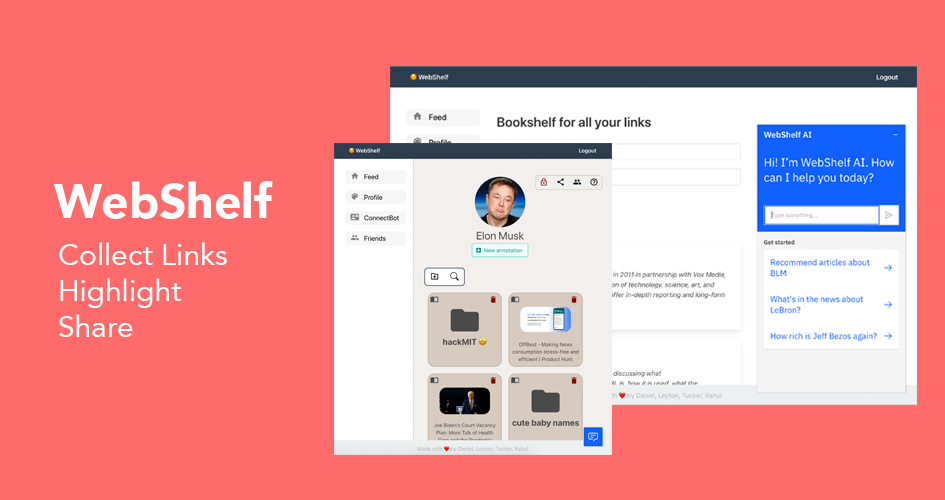 WebShelf
Collect Links
Highlight
Share
WebShelf
Logout
Feed
Profile
Bookshelf for all your links
in 2011 in partnership with Vox Media,
on of technology, science, art, and
offer in-depth reporting and long-form
discussing what
is, how it is used, what the
by Daniel, Leyton, Tucker, Rahul
WebShelf AI
Hi! I'm WebShelf AI. How
can I help you today?
Type something...
Get started
Recommend articles about
BLM
What's in the news about
LeBron?
How rich is Jeff Bezos again?
WebShelf
Logout
Feed
Profile
ConnectBot
Friends
Elon Musk
New annotation
hackMIT
OffBeat - Making News
consumption stress-free and
efficient | Product Hunt
Joe Biden's Court Vacancy
Plan: More Talk of Health
Care and the Pandemic
cute baby names
Made with by Daniel, Leyton, Tucker, Rahul